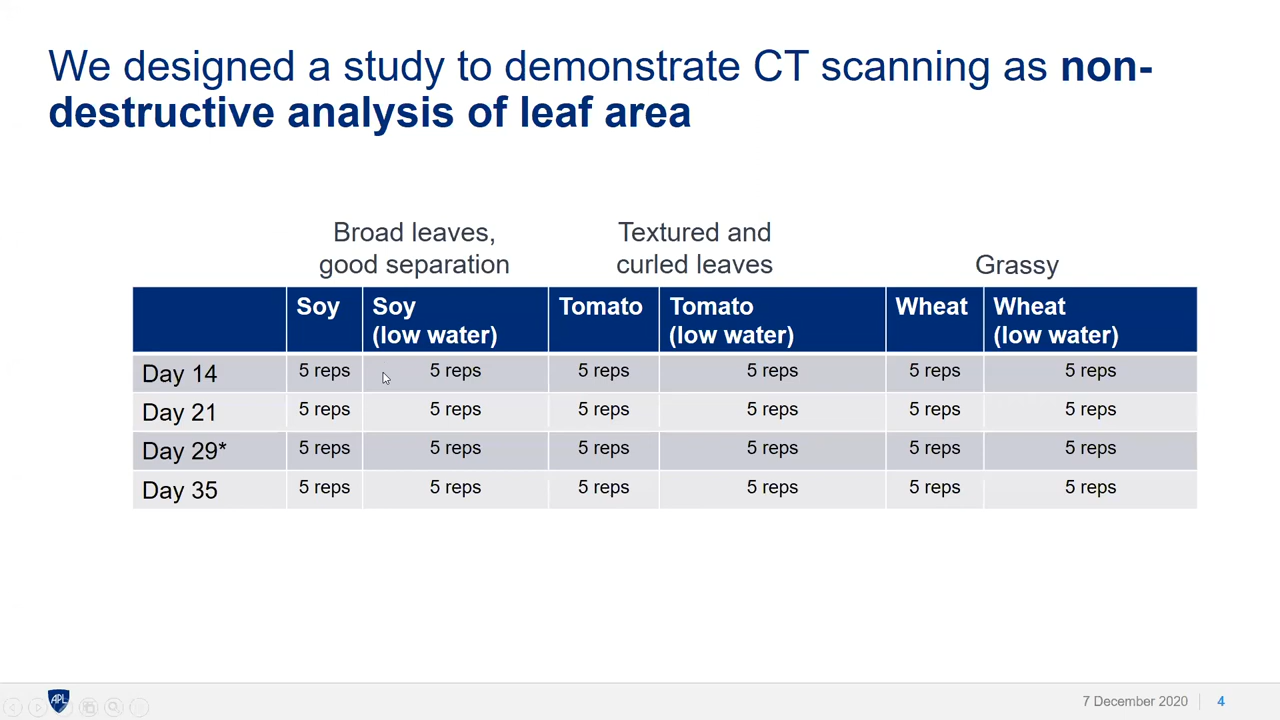 We designed a study to demonstrate CT scanning as non-
destructive analysis of leaf area
Broad leaves,
good separation
Textured and
curled leaves
Grassy
Soy
Soy
(low water)
Tomato
Tomato
(low water)
Wheat
Wheat
(low water)
Day 14 5 reps 5 reps 5 reps 5 reps 5 reps 5 reps
Day 21 5 reps 5 reps 5 reps 5 reps 5 reps 5 reps
Day 29* 5 reps 5 reps 5 reps 5 reps 5 reps 5 reps
Day 35 5 reps 5 reps 5 reps 5 reps 5 reps 5 reps
APL
7 December 2020 4